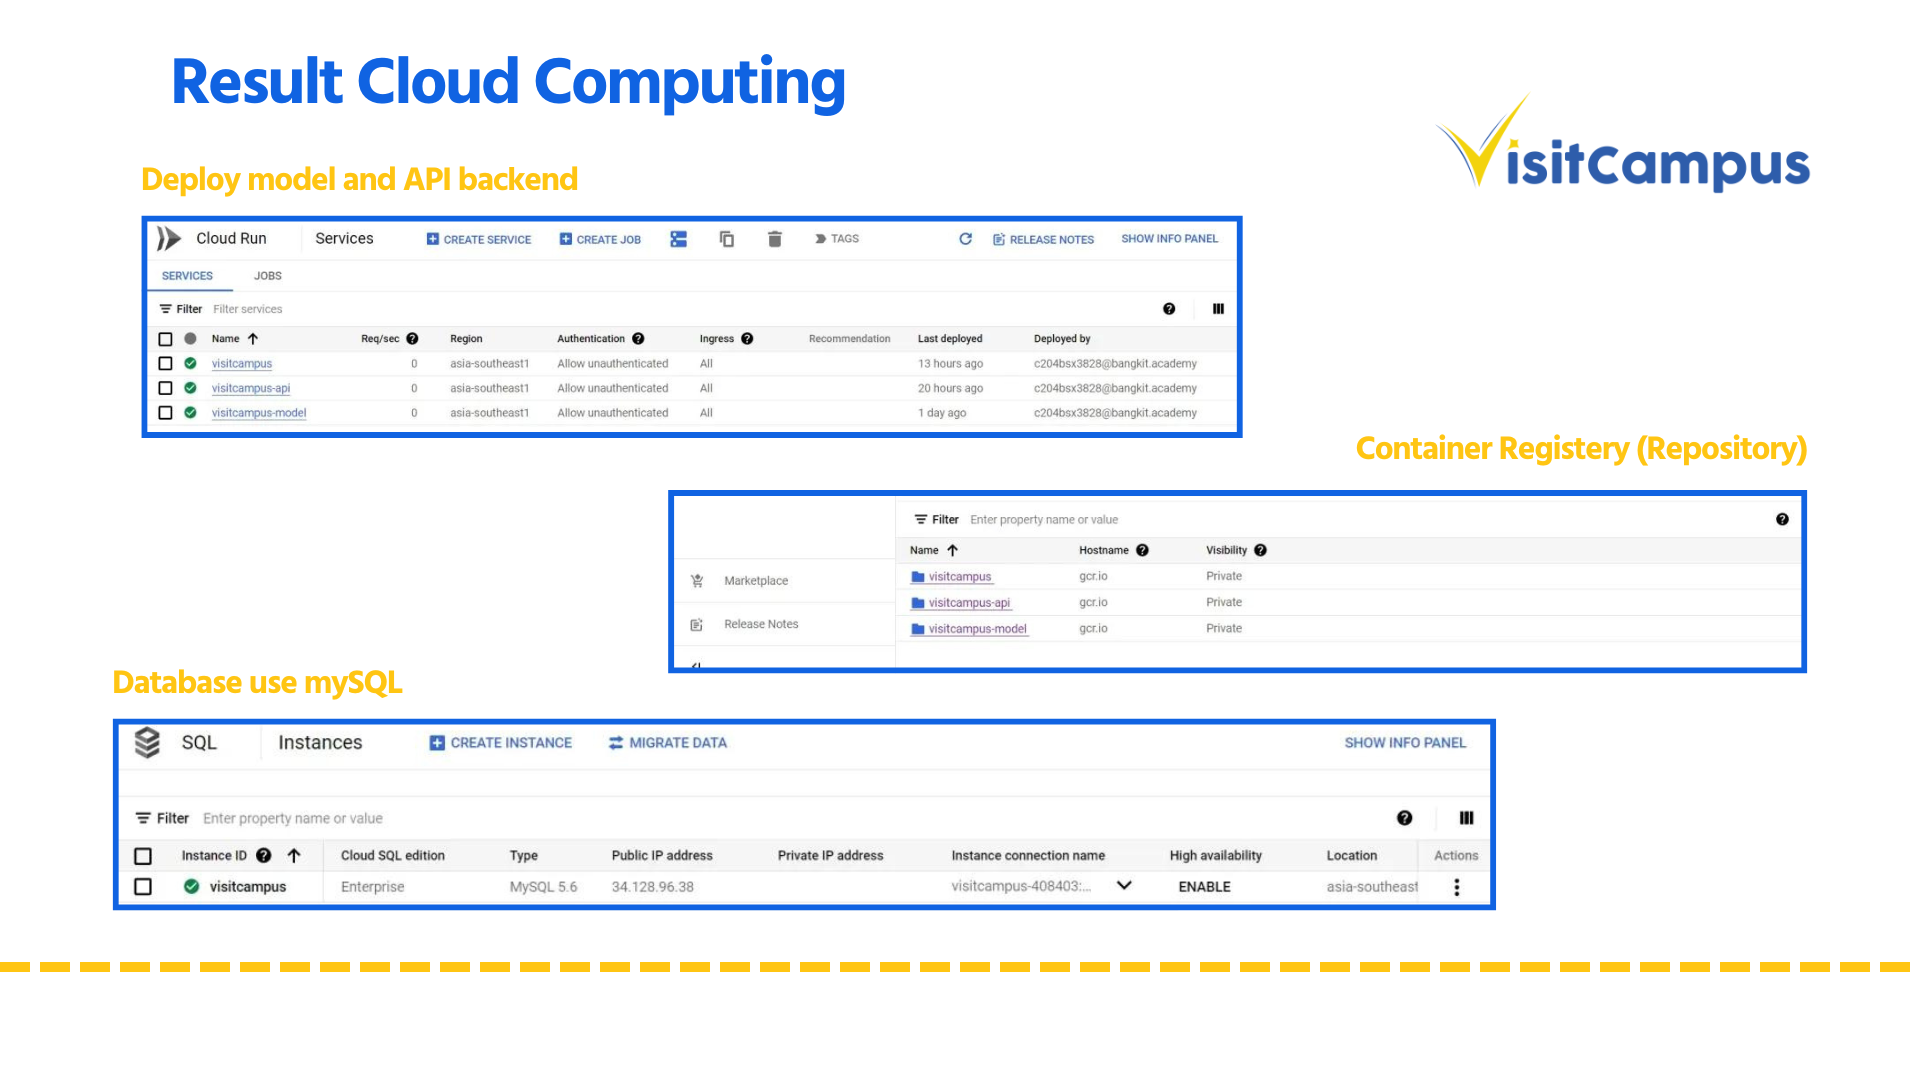 Result Cloud Computing
VisitCampus
Deploy model and API backend
Cloud Run Services CREATE SERVICE CREATE JOB TAGS RELEASE NOTES SHOW INFO PANEL
SERVICES JOBS
Filter Filter services
Name Req/sec Region Authentication Ingress Recommendation Last deployed Deployed by
visitcampus 0 asia-southeast1 Allow unauthenticated All 13 hours ago c204bsx3828@bangkit.academy
visitcampus-api 0 asia-southeast1 Allow unauthenticated All 20 hours ago c204bsx3828@bangkit.academy
visitcampus-model 0 asia-southeast1 Allow unauthenticated All 1 day ago c204bsx3828@bangkit.academy
Container Registery (Repository)
Filter Enter property name or value
Name Hostname Visibility
Marketplace
Release Notes
visitcampus gcr.io Private
visitcampus-api gcr.io Private
visitcampus-model gcr.io Private
Database use mySQL
SQL Instances CREATE INSTANCE MIGRATE DATA SHOW INFO PANEL
Filter Enter property name or value
Instance ID Cloud SQL edition Type Public IP address Private IP address Instance connection name High availability Location Actions
visitcampus Enterprise MySQL 5.6 34.128.96.38 visitcampus-408403:... ENABLE asia-southeast